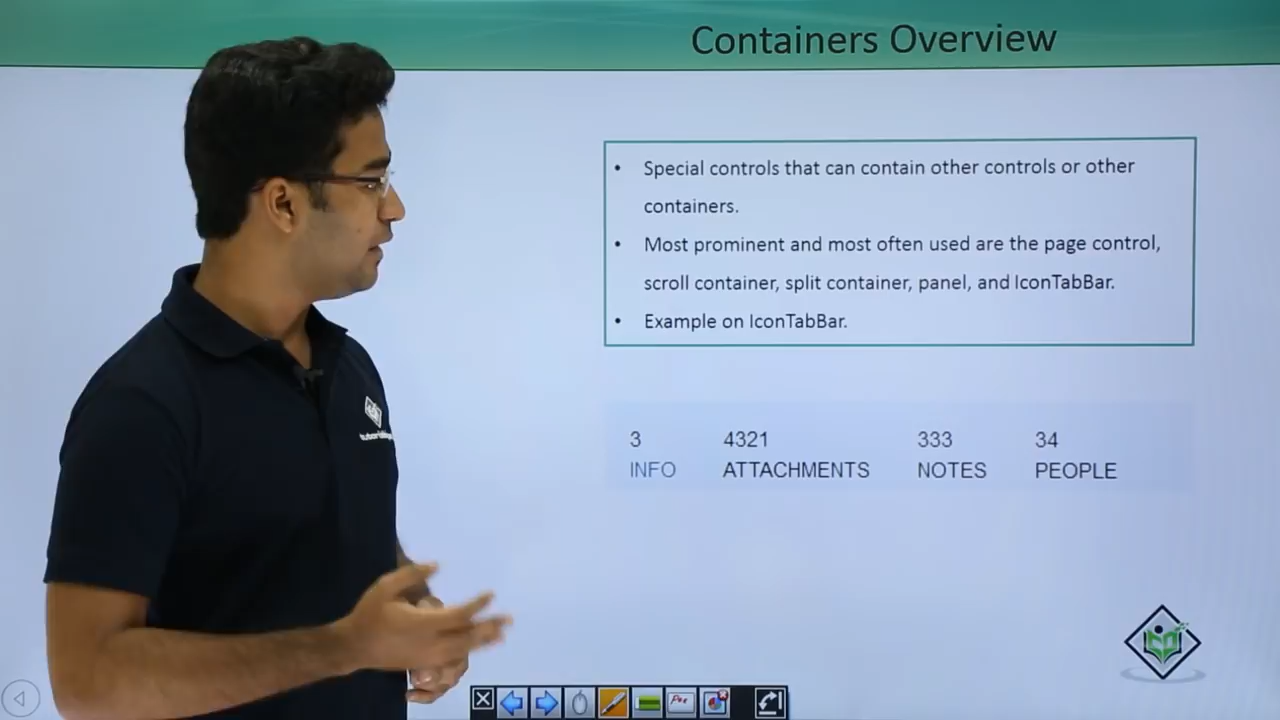 Containers Overview
• Special controls that can contain other controls or other
containers.
• Most prominent and most often used are the page control,
scroll container, split container, panel, and IconTabBar.
• Example on IconTabBar.
3 4321 333 34
INFO ATTACHMENTS NOTES PEOPLE